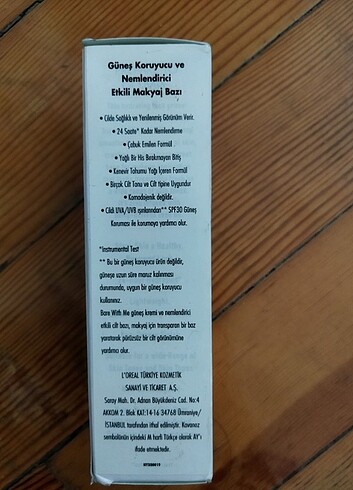 Güneş Koruyucu ve
Nemlendirici
Etkili Makyaj Bazı
• Cilde Sağlıklı ve Yenilenmiş Görünüm Verir.
• 24 Saate* Kadar Nemlendirme
• Çabuk Emilen Formül
• Yağlı Bir His Bırakmayan Bitiş
• Kenevir Tohumu Yağı İçeren Formül
• Birçok Cilt Tonu ve Cilt tipine Uygundur
• Komadojenik değildir.
• Cildi UVA/UVB ışınlarından** SPF30 Güneş
Koruması ile korumaya yardımcı olur.
*Instrumental Test
** Bu bir güneş koruyucu ürün değildir,
güneşe uzun süre maruz kalınması
durumunda, uygun bir güneş koruyucu
kullanınız.
Bare With Me güneş kremi ve nemlendirici
etkili cilt bazı, makyaj için transparan bir baz
yaratarak pürüzsüz bir cilt görünümüne
yardımcı olur.
L'OREAL TÜRKİYE KOZMETİK
SANAYİ VE TİCARET A.Ş.
Saray Mah. Dr. Adnan Büyükdeniz Cad. No:4
AKKOM 2. Blok KAT:14-16 34768 Ümraniye/
İSTANBUL tarafından ithal edilmiştir. Kavanoz
sembolünün içindeki M harfi Türkçe olarak AY'ı
ifade etmektedir.